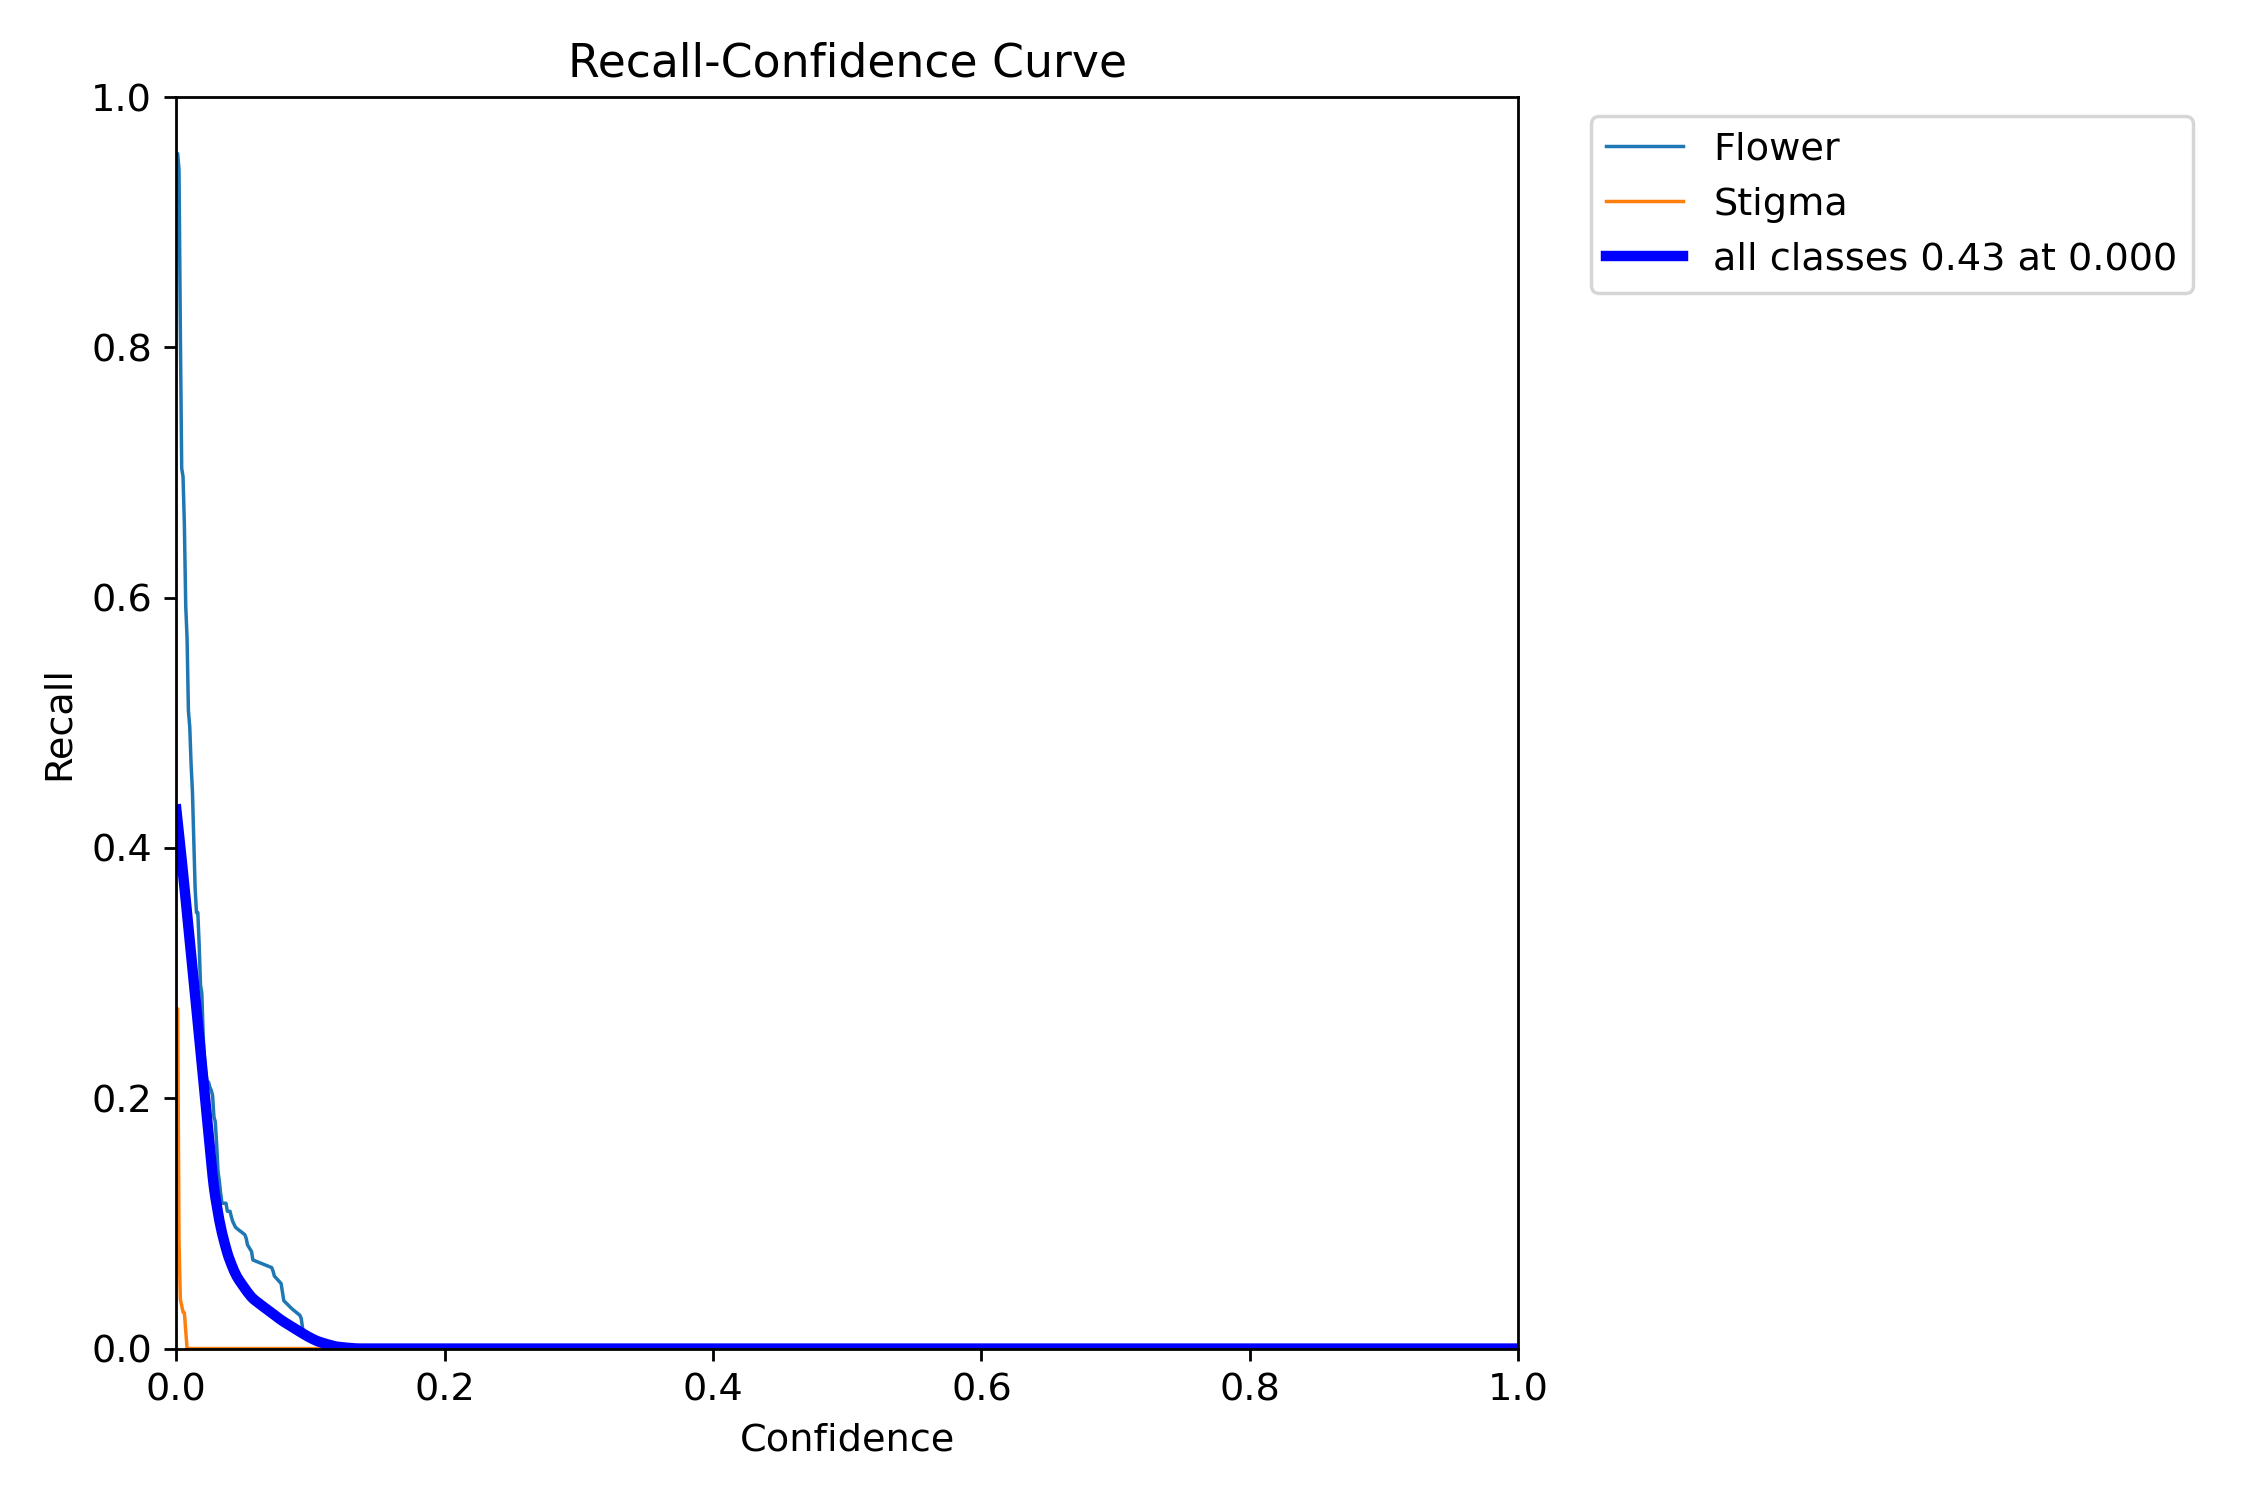 Recall-Confidence Curve
1.0
0.8
0.6
0.4
0.2
0.0
Recall
0.0 0.2 0.4 0.6 0.8 1.0
Confidence
Flower
Stigma
all classes 0.43 at 0.000